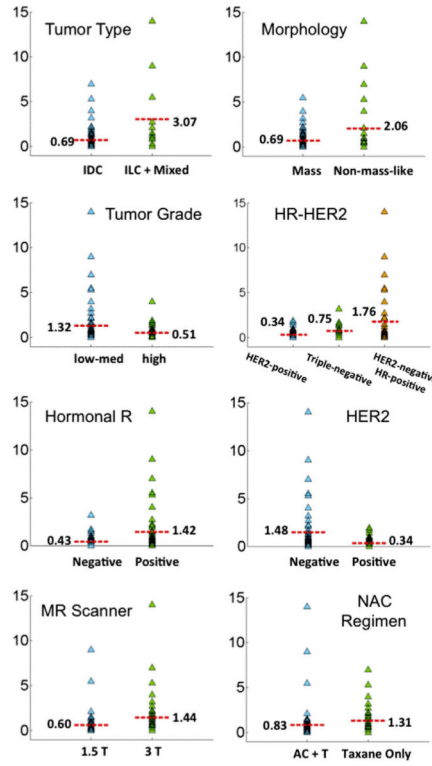 Tumor Type
15
10
5
0
0.69
3.07
IDC
ILC + Mixed
Morphology
15
10
5
0
0.69
2.06
Mass
Non-mass-like
Tumor Grade
15
10
5
0
1.32
0.51
low-med
high
HR-HER2
15
10
5
0
0.34
0.75
1.76
HER2-positive
Triple-negative
HER2-negative
HR-positive
Hormonal R
15
10
5
0
0.43
1.42
Negative
Positive
HER2
15
10
5
0
1.48
0.34
Negative
Positive
MR Scanner
15
10
5
0
0.60
1.44
1.5 T
3 T
NAC
Regimen
15
10
5
0
0.83
1.31
AC + T
Taxane Only